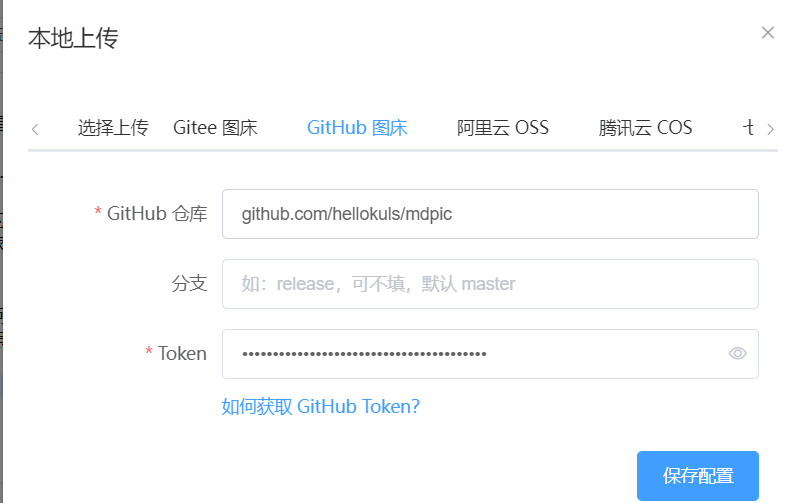 本地上传
选择上传 Gitee 图床 GitHub 图床 阿里云 OSS 腾讯云 COS
* GitHub 仓库 github.com/hellokuls/mdpic
分支 如：release，可不填，默认 master
* Token ••••••••••••••••••••••••••••••••••••••••
如何获取 GitHub Token？
保存配置